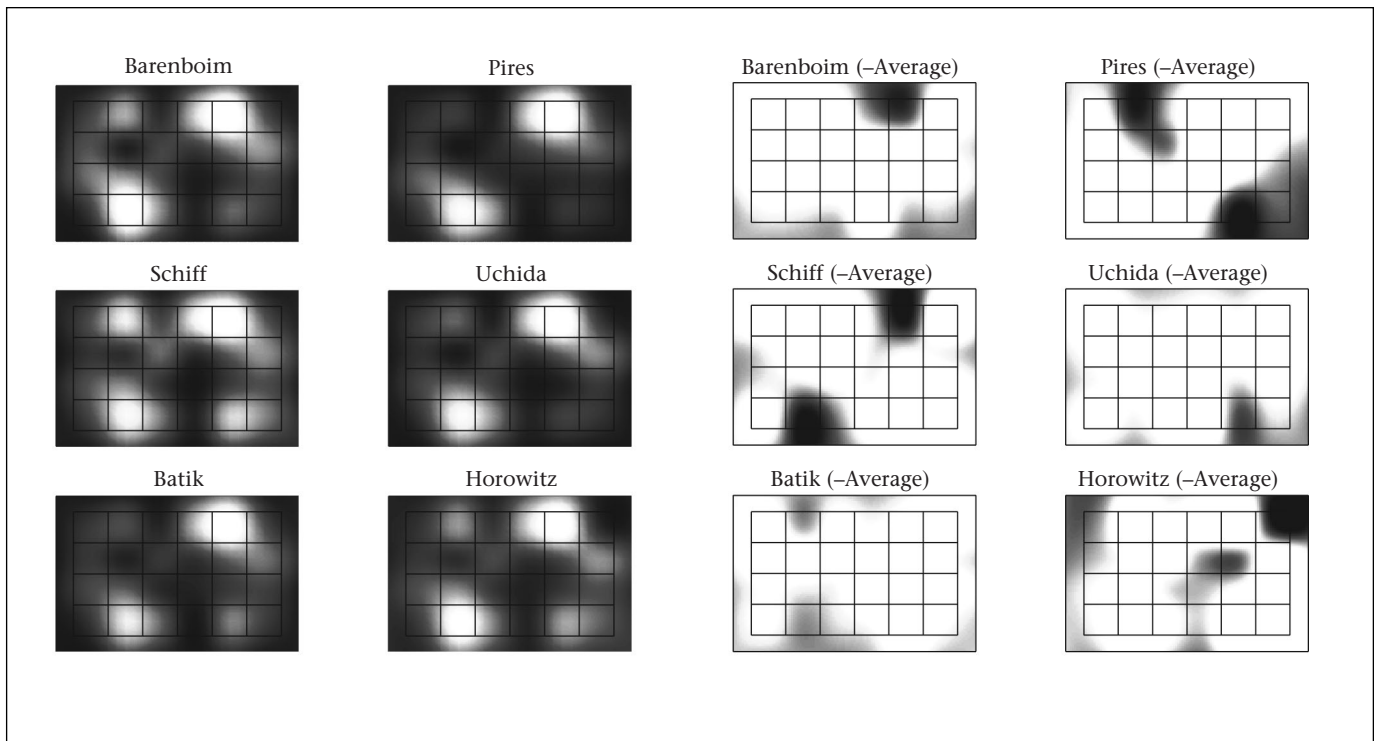 Barenboim
Pires
Barenboim (–Average)
Pires (–Average)
Schiff
Uchida
Schiff (–Average)
Uchida (–Average)
Batik
Horowitz
Batik (–Average)
Horowitz (–Average)